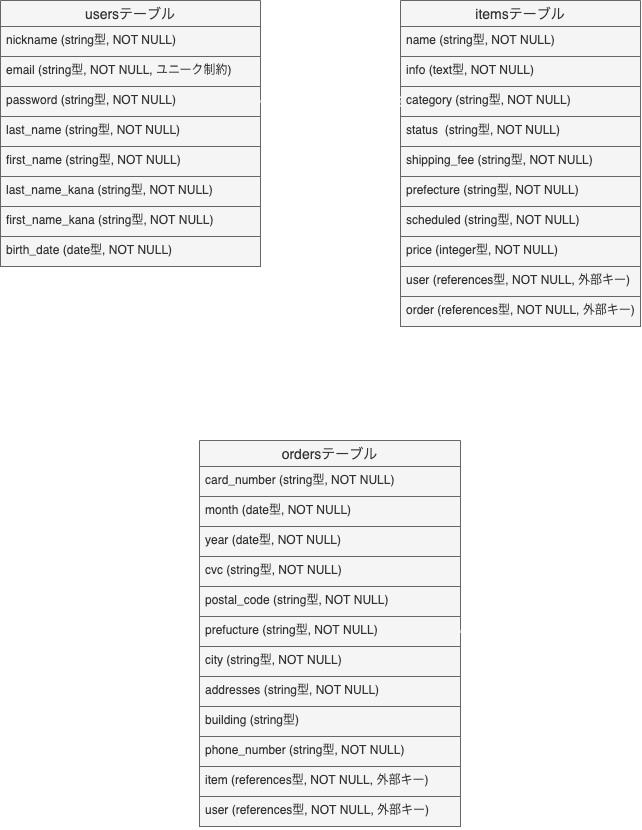 usersテーブル
nickname (string型, NOT NULL)
email (string型, NOT NULL, ユニーク制約)
password (string型, NOT NULL)
last_name (string型, NOT NULL)
first_name (string型, NOT NULL)
last_name_kana (string型, NOT NULL)
first_name_kana (string型, NOT NULL)
birth_date (date型, NOT NULL)
itemsテーブル
name (string型, NOT NULL)
info (text型, NOT NULL)
category (string型, NOT NULL)
status  (string型, NOT NULL)
shipping_fee (string型, NOT NULL)
prefecture (string型, NOT NULL)
scheduled (string型, NOT NULL)
price (integer型, NOT NULL)
user (references型, NOT NULL, 外部キー)
order (references型, NOT NULL, 外部キー)
ordersテーブル
card_number (string型, NOT NULL)
month (date型, NOT NULL)
year (date型, NOT NULL)
cvc (string型, NOT NULL)
postal_code (string型, NOT NULL)
prefucture (string型, NOT NULL)
city (string型, NOT NULL)
addresses (string型, NOT NULL)
building (string型)
phone_number (string型, NOT NULL)
item (references型, NOT NULL, 外部キー)
user (references型, NOT NULL, 外部キー)